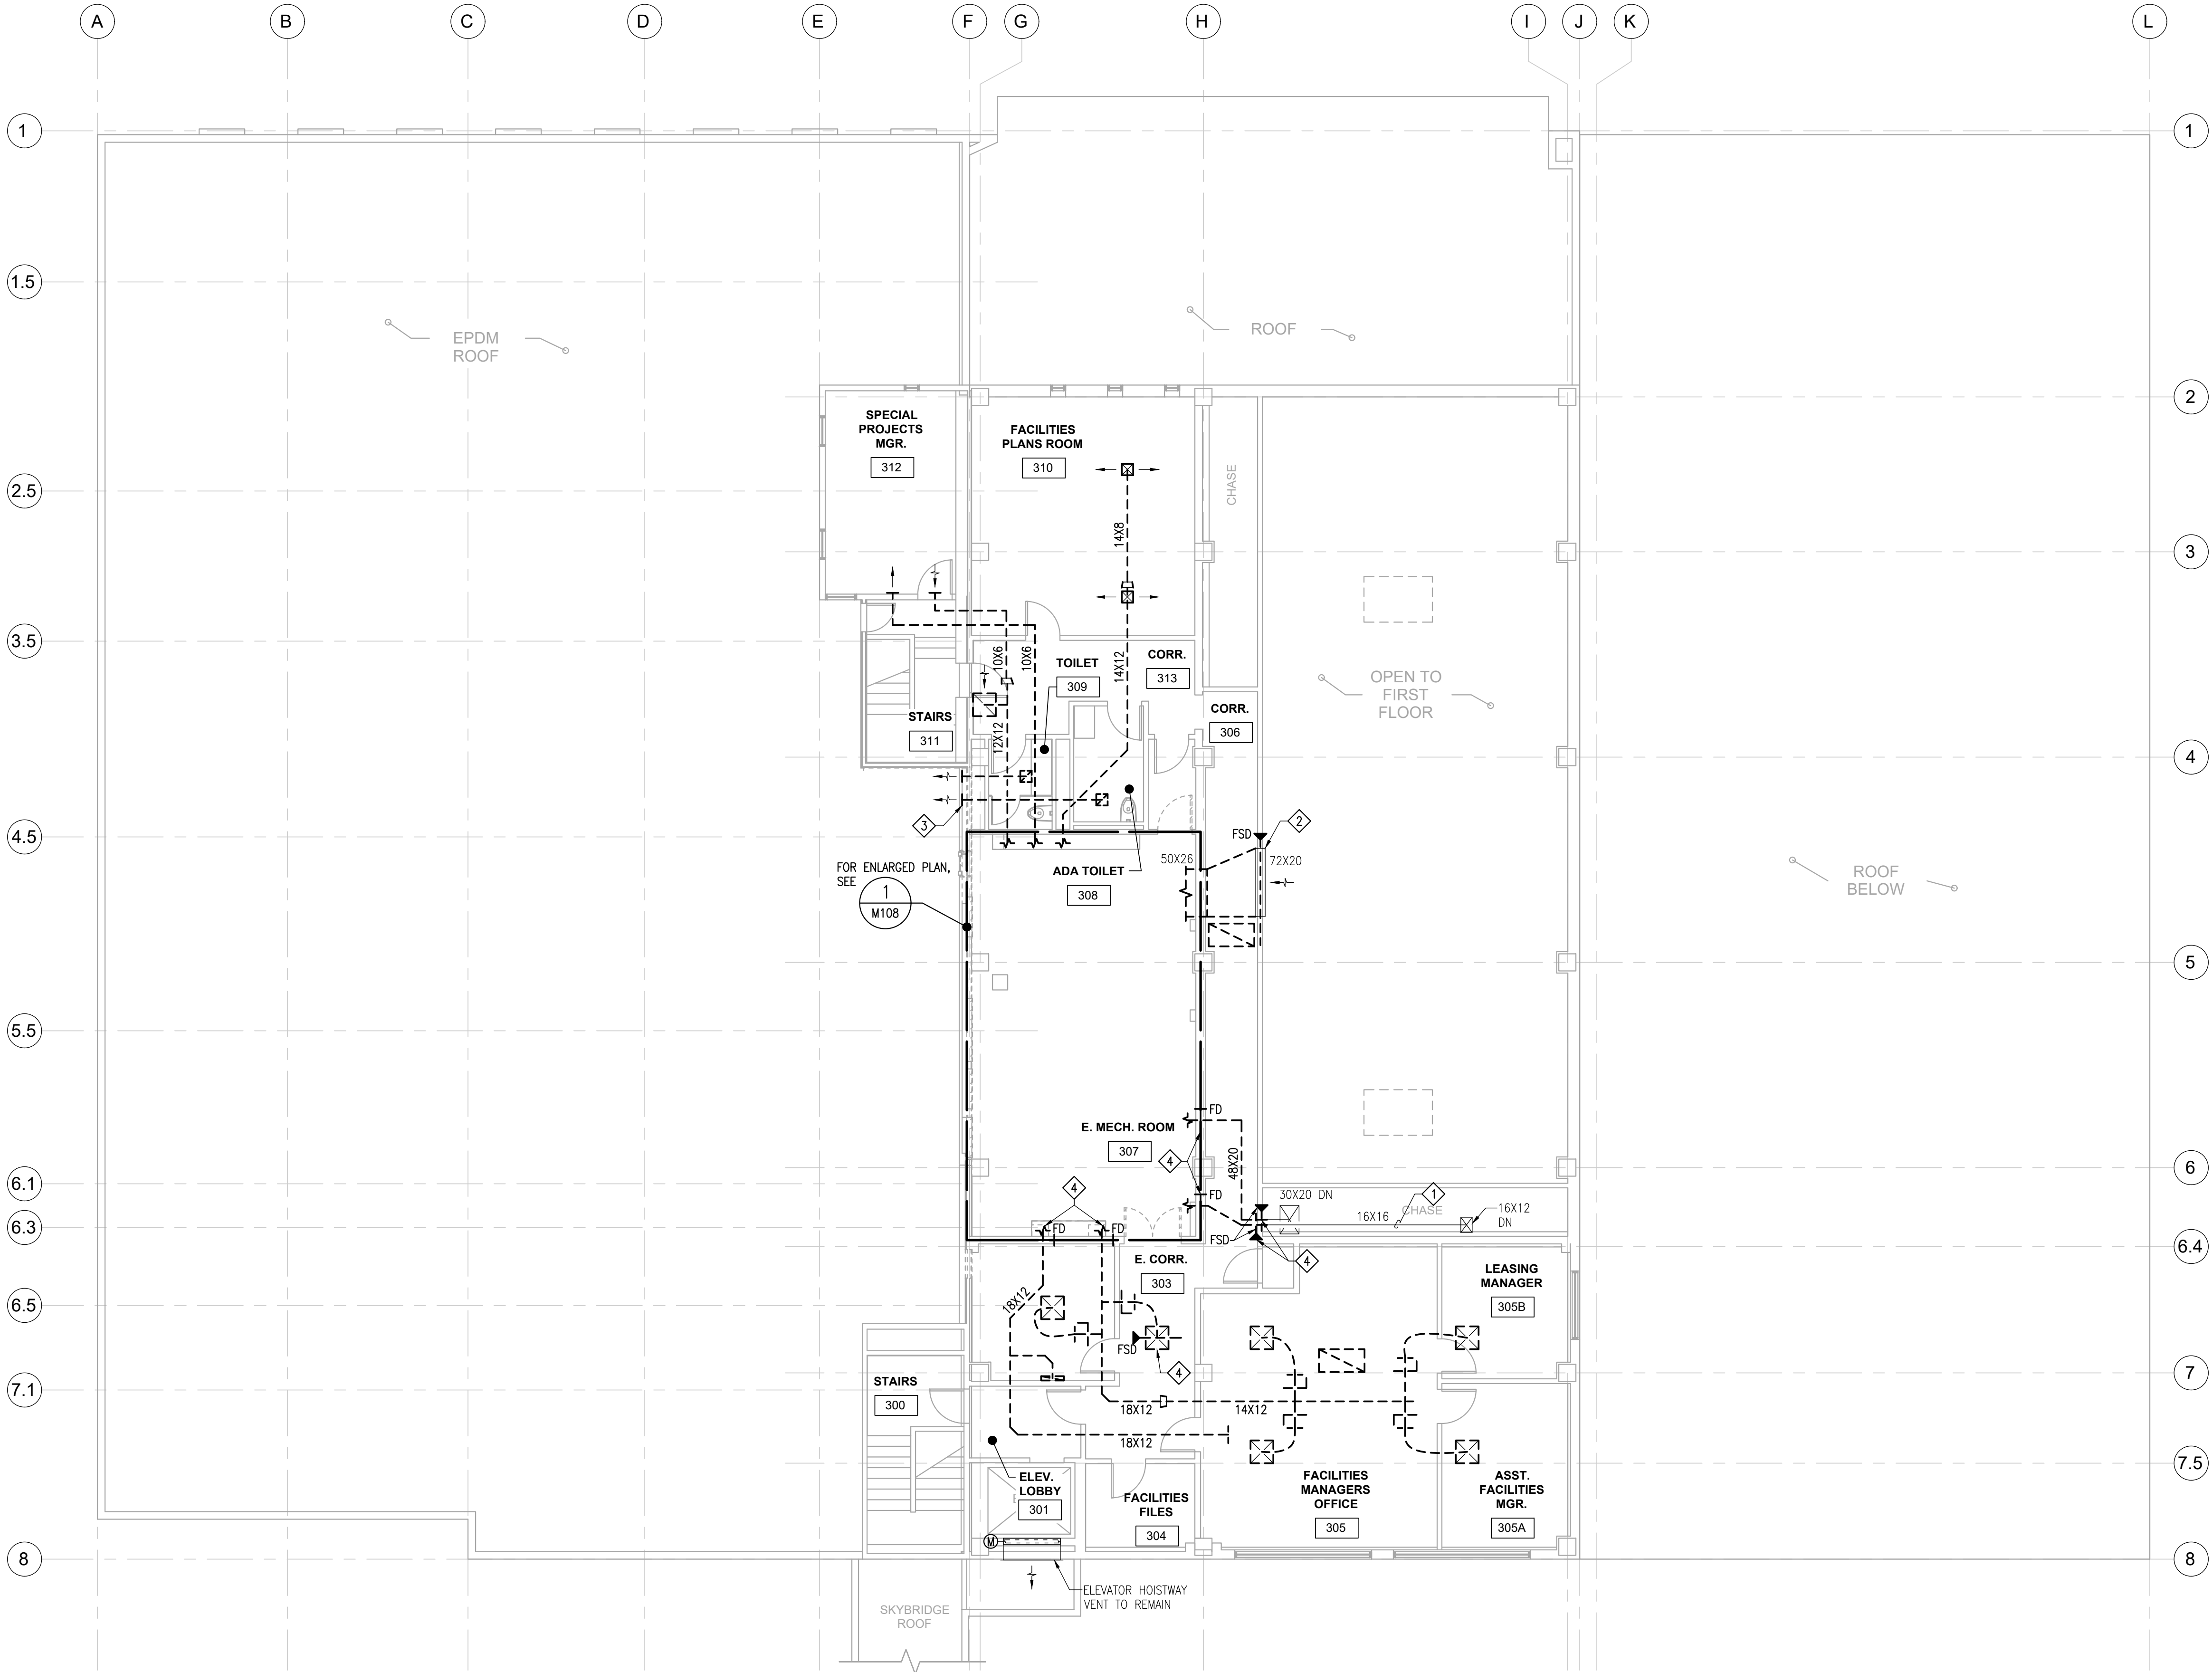 A
B
C
D
E
F
G
H
I
J
K
L
1
1
1.5
EPDM
ROOF
ROOF
2
SPECIAL
PROJECTS
MGR.
312
FACILITIES
PLANS ROOM
310
CHASE
2.5
14X8
3
3.5
10X6
10X6
TOILET
309
14X12
CORR.
313
OPEN TO
FIRST
FLOOR
STAIRS
311
12X12
CORR.
306
4
4
3
4.5
FSD
2
FOR ENLARGED PLAN,
SEE
1
M108
ADA TOILET
308
50X26
72X20
ROOF
BELOW
5
5.5
FD
E. MECH. ROOM
307
4
48X20
6
6.1
4
FD
30X20 DN
1
CHASE
16X16
16X12
DN
6.3
FD
FD
FSD
4
6.4
E. CORR.
303
LEASING
MANAGER
305B
6.5
18X12
FSD
4
7
7.1
STAIRS
300
18X12
14X12
18X12
7.5
ELEV.
LOBBY
301
FACILITIES
FILES
304
FACILITIES
MANAGERS
OFFICE
305
ASST.
FACILITIES
MGR.
305A
M
8
8
ELEVATOR HOISTWAY
VENT TO REMAIN
SKYBRIDGE
ROOF